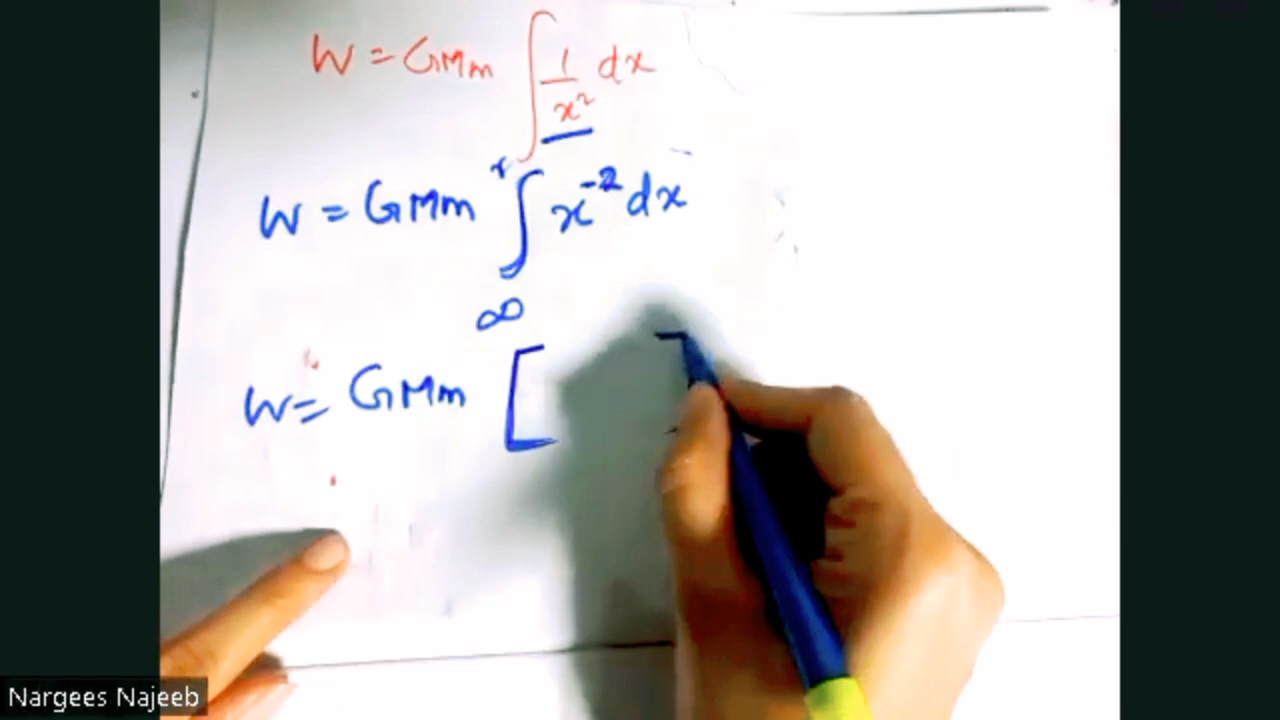 W = GMm ∫ 1/x² dx
W = GMm ∫_∞^r x⁻² dx
W = GMm [
Nargees Najeeb